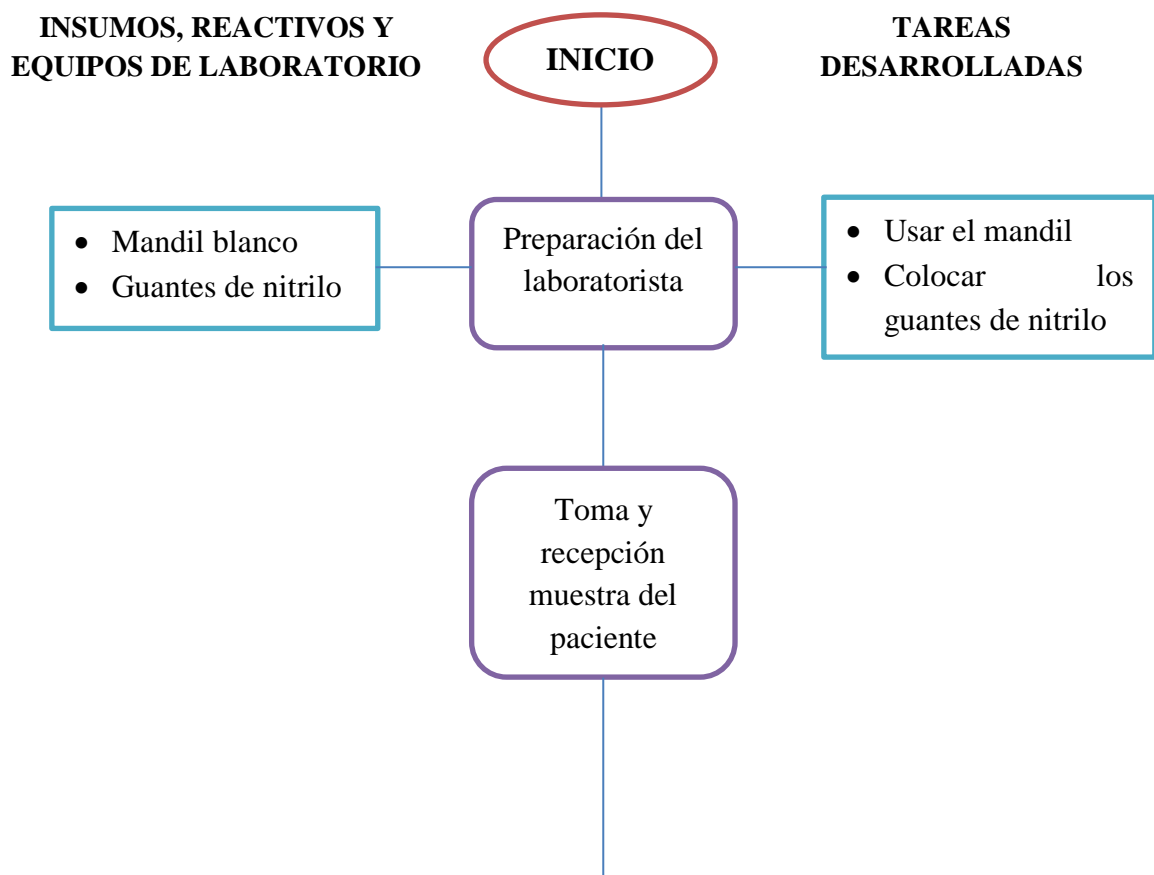 INSUMOS, REACTIVOS Y
EQUIPOS DE LABORATORIO
INICIO
TAREAS
DESARROLLADAS
• Mandil blanco
• Guantes de nitrilo
Preparación del
laboratorista
• Usar el mandil
• Colocar los
guantes de nitrilo
Toma y
recepción
muestra del
paciente